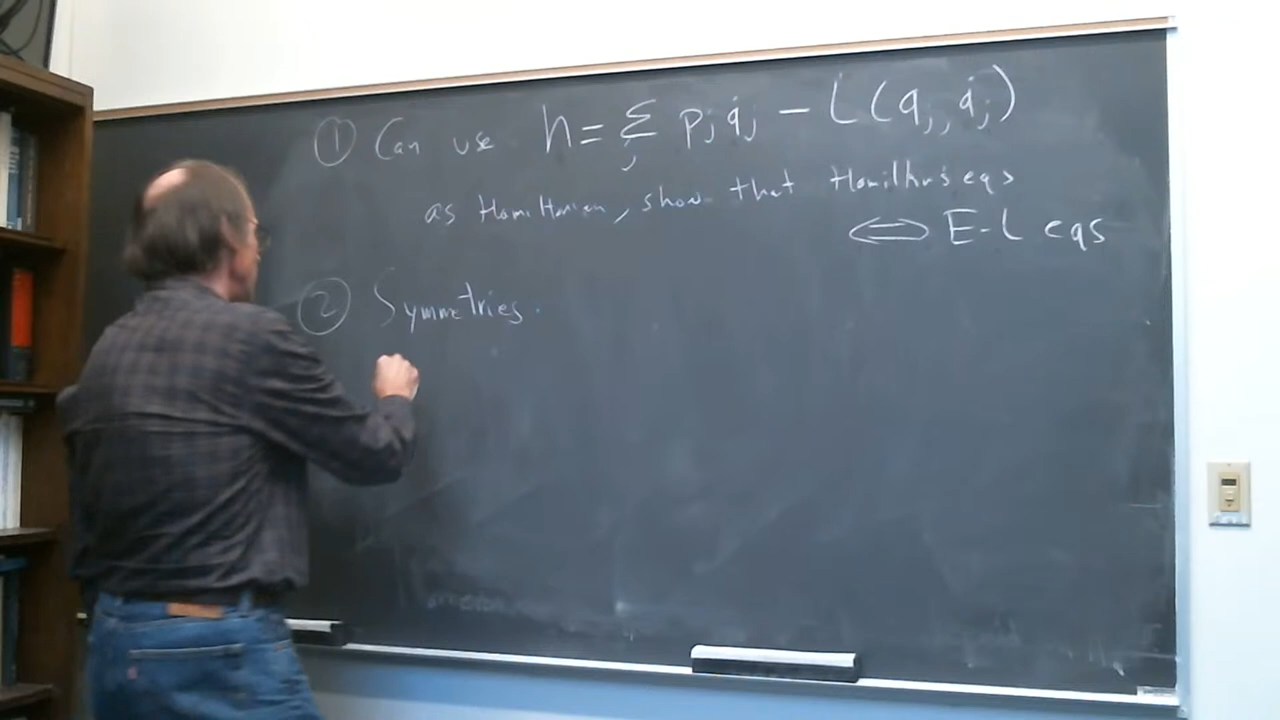 ① Can use h = Σ_j p_j q̇_j − L(q_j, q̇_j)
as Hamiltonian, show that Hamilton's eqs
⟺ E-L eqs
② Symmetries.